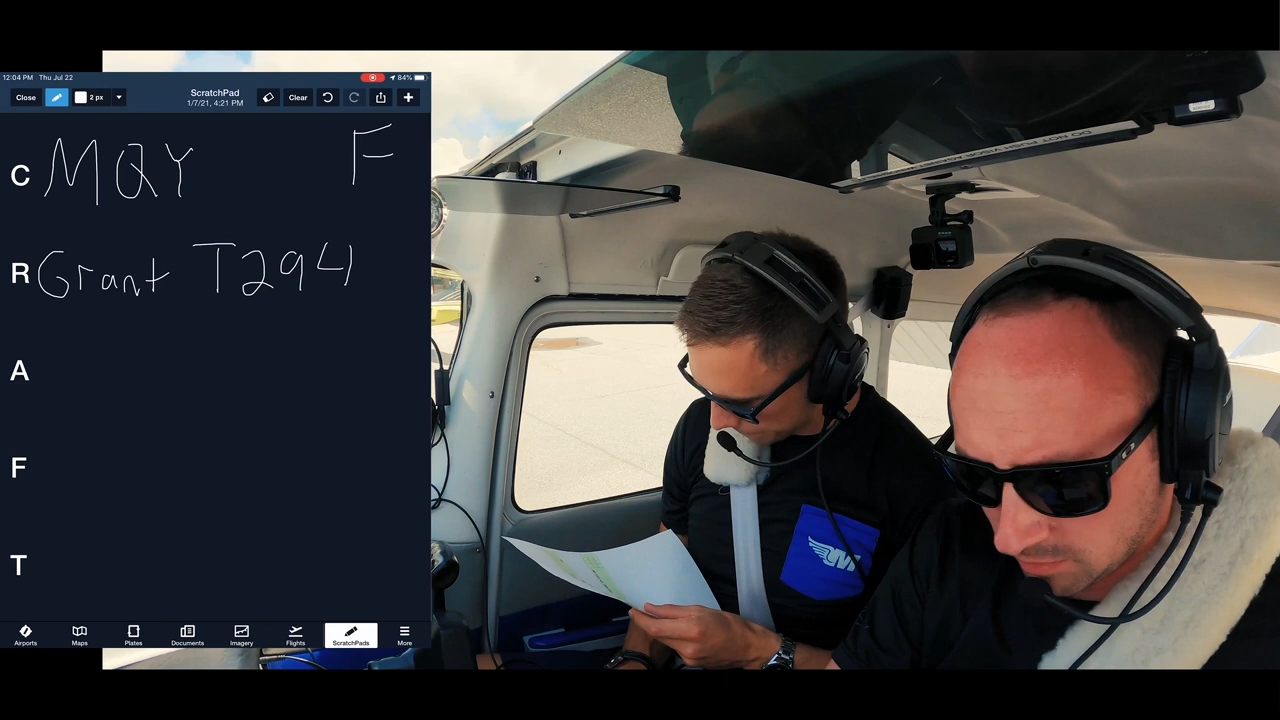 12:04 PM Thu Jul 22 84%
Close 2 px ScratchPad Clear
1/7/21, 4:21 PM
C MQY F
R Grant T294
A
F
T
Airports Maps Plates Documents Imagery Flights ScratchPads More